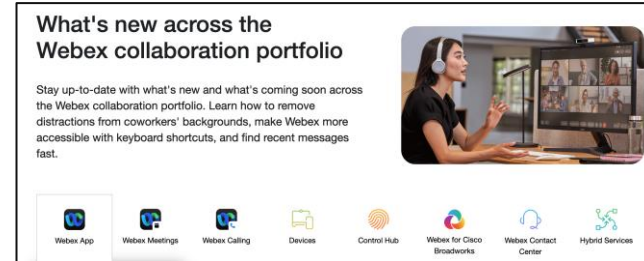 What's new across the
Webex collaboration portfolio
Stay up-to-date with what's new and what's coming soon across
the Webex collaboration portfolio. Learn how to remove
distractions from coworkers' backgrounds, make Webex more
accessible with keyboard shortcuts, and find recent messages
fast.
Webex App
Webex Meetings
Webex Calling
Devices
Control Hub
Webex for Cisco
Broadworks
Webex Contact
Center
Hybrid Services